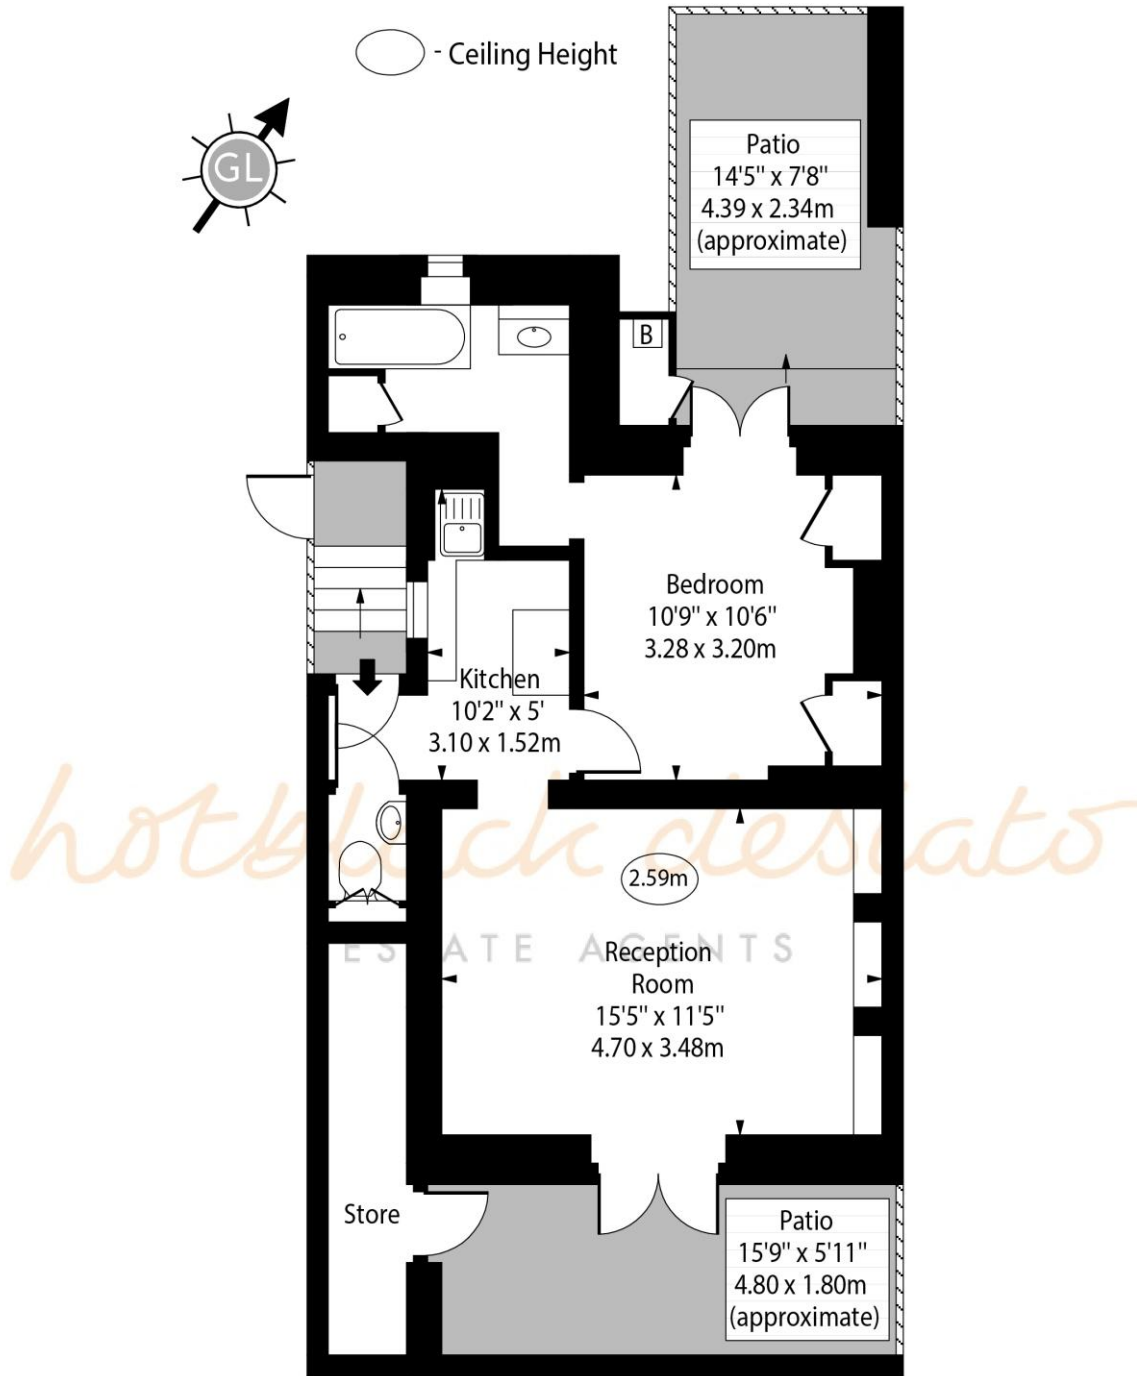 - Ceiling Height
GL
Patio
14'5" x 7'8"
4.39 x 2.34m
(approximate)
B
Bedroom
10'9" x 10'6"
3.28 x 3.20m
Kitchen
10'2" x 5'
3.10 x 1.52m
hotblack desiato
ESTATE AGENTS
2.59m
Reception
Room
15'5" x 11'5"
4.70 x 3.48m
Store
Patio
15'9" x 5'11"
4.80 x 1.80m
(approximate)